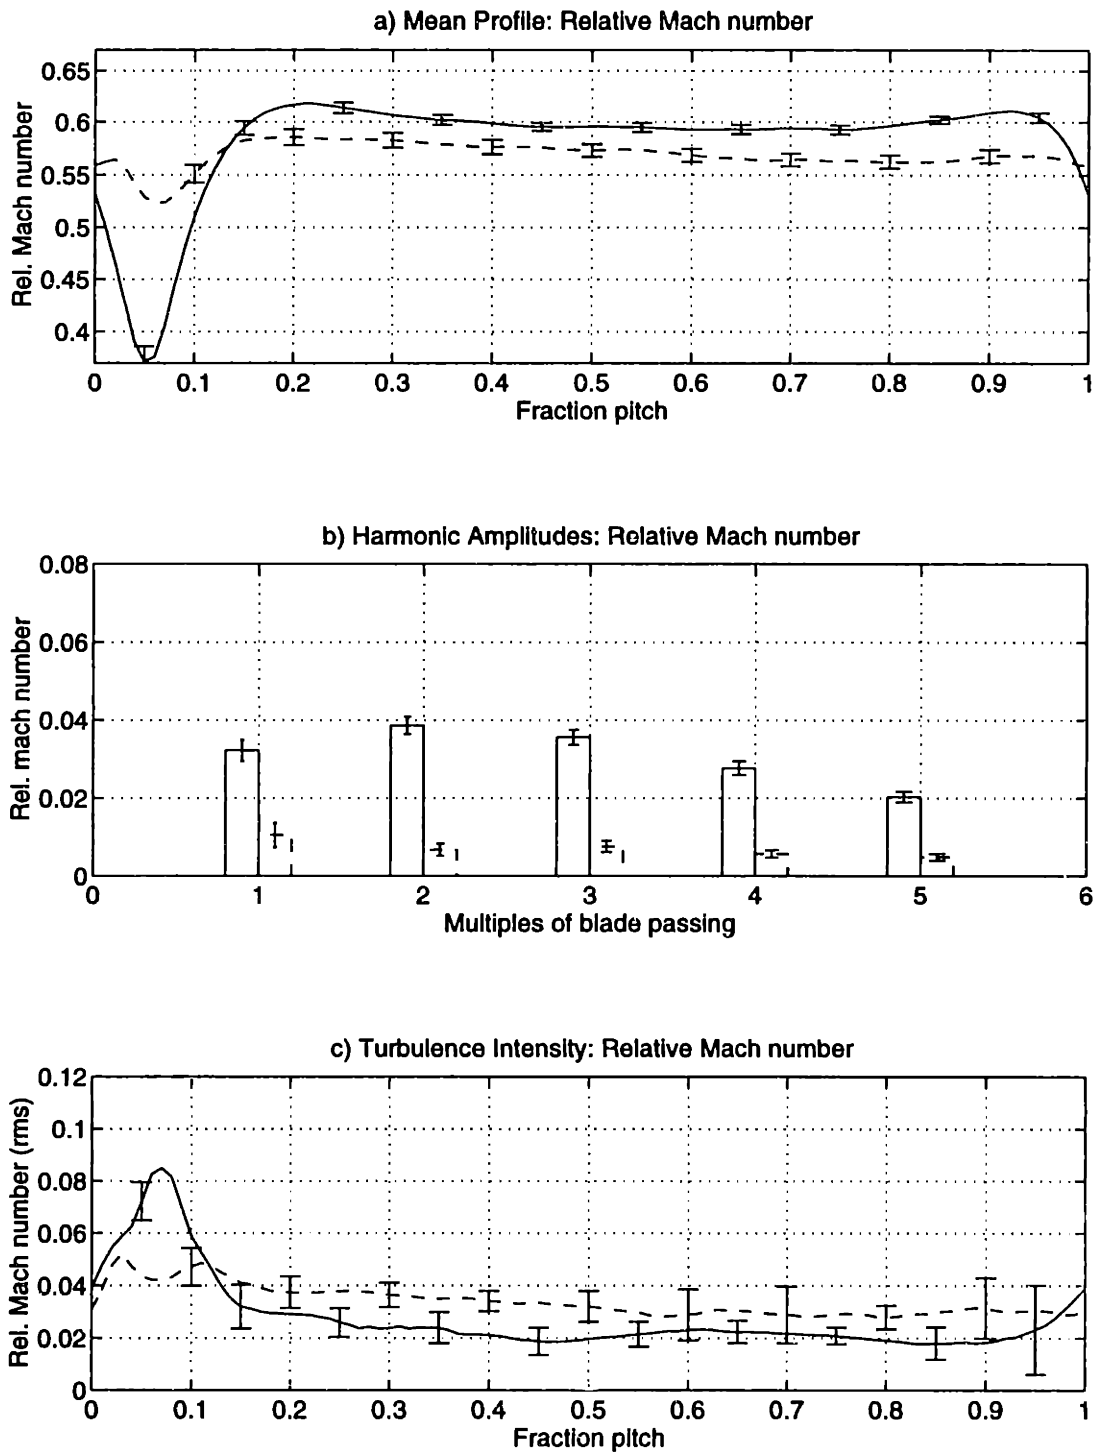 a) Mean Profile: Relative Mach number
Rel. Mach number
0.65
0.6
0.55
0.5
0.45
0.4
0 0.1 0.2 0.3 0.4 0.5 0.6 0.7 0.8 0.9 1
Fraction pitch
b) Harmonic Amplitudes: Relative Mach number
Rel. mach number
0.08
0.06
0.04
0.02
0
0 1 2 3 4 5 6
Multiples of blade passing
c) Turbulence Intensity: Relative Mach number
Rel. Mach number (rms)
0.12
0.1
0.08
0.06
0.04
0.02
0
0 0.1 0.2 0.3 0.4 0.5 0.6 0.7 0.8 0.9 1
Fraction pitch